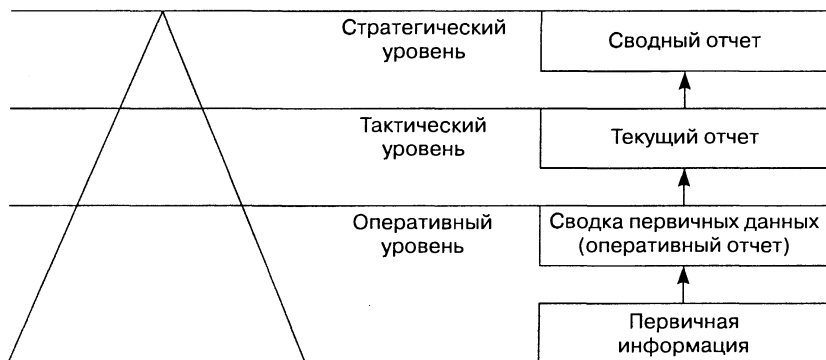 Стратегический
уровень
Сводный отчет
Тактический
уровень
Текущий отчет
Оперативный
уровень
Сводка первичных данных
(оперативный отчет)
Первичная
информация